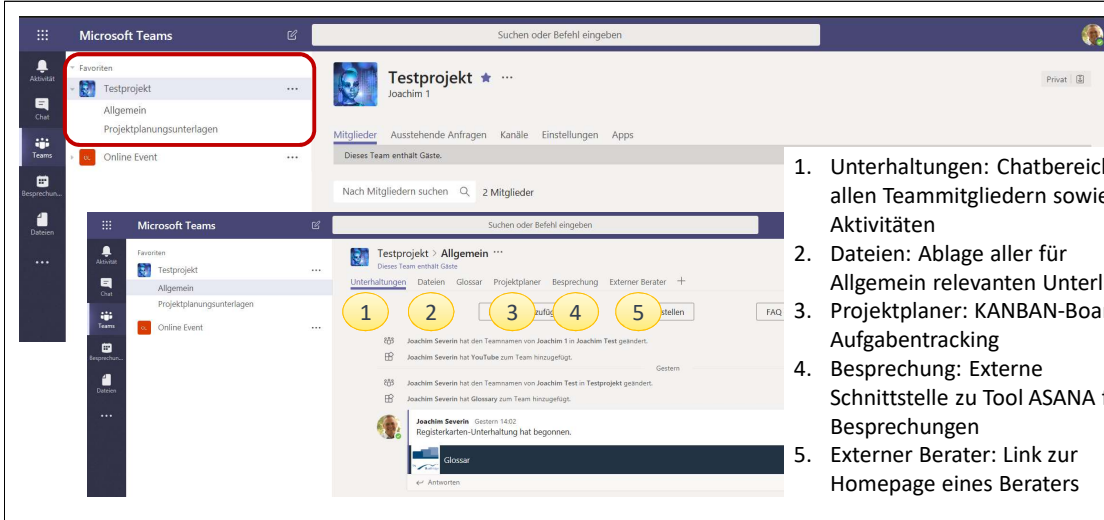 Microsoft Teams
Suchen oder Befehl eingeben
Aktivität
Chat
Teams
Besprechun...
Dateien
Favoriten
Testprojekt
Allgemein
Projektplanungsunterlagen
Online Event
Testprojekt
Joachim 1
Privat
Mitglieder Ausstehende Anfragen Kanäle Einstellungen Apps
Dieses Team enthält Gäste.
Nach Mitgliedern suchen 2 Mitglieder
Microsoft Teams
Suchen oder Befehl eingeben
Aktivität
Chat
Teams
Besprechun...
Dateien
Favoriten
Testprojekt
Allgemein
Projektplanungsunterlagen
Online Event
Testprojekt > Allgemein
Dieses Team enthält Gäste
Unterhaltungen Dateien Glossar Projektplaner Besprechung Externer Berater +
1 2 3 4 5
FAQ
Joachim Severin hat den Teamnamen von Joachim 1 in Joachim Test geändert.
Joachim Severin hat YouTube zum Team hinzugefügt.
Gestern
Joachim Severin hat den Teamnamen von Joachim Test in Testprojekt geändert.
Joachim Severin hat Glossary zum Team hinzugefügt.
Joachim Severin Gestern 14:02
Registerkarten-Unterhaltung hat begonnen.
Glossar
Antworten
1. Unterhaltungen: Chatbereich
allen Teammitgliedern sowie
Aktivitäten
2. Dateien: Ablage aller für
Allgemein relevanten Unterl
3. Projektplaner: KANBAN-Boar
Aufgabentracking
4. Besprechung: Externe
Schnittstelle zu Tool ASANA
Besprechungen
5. Externer Berater: Link zur
Homepage eines Beraters